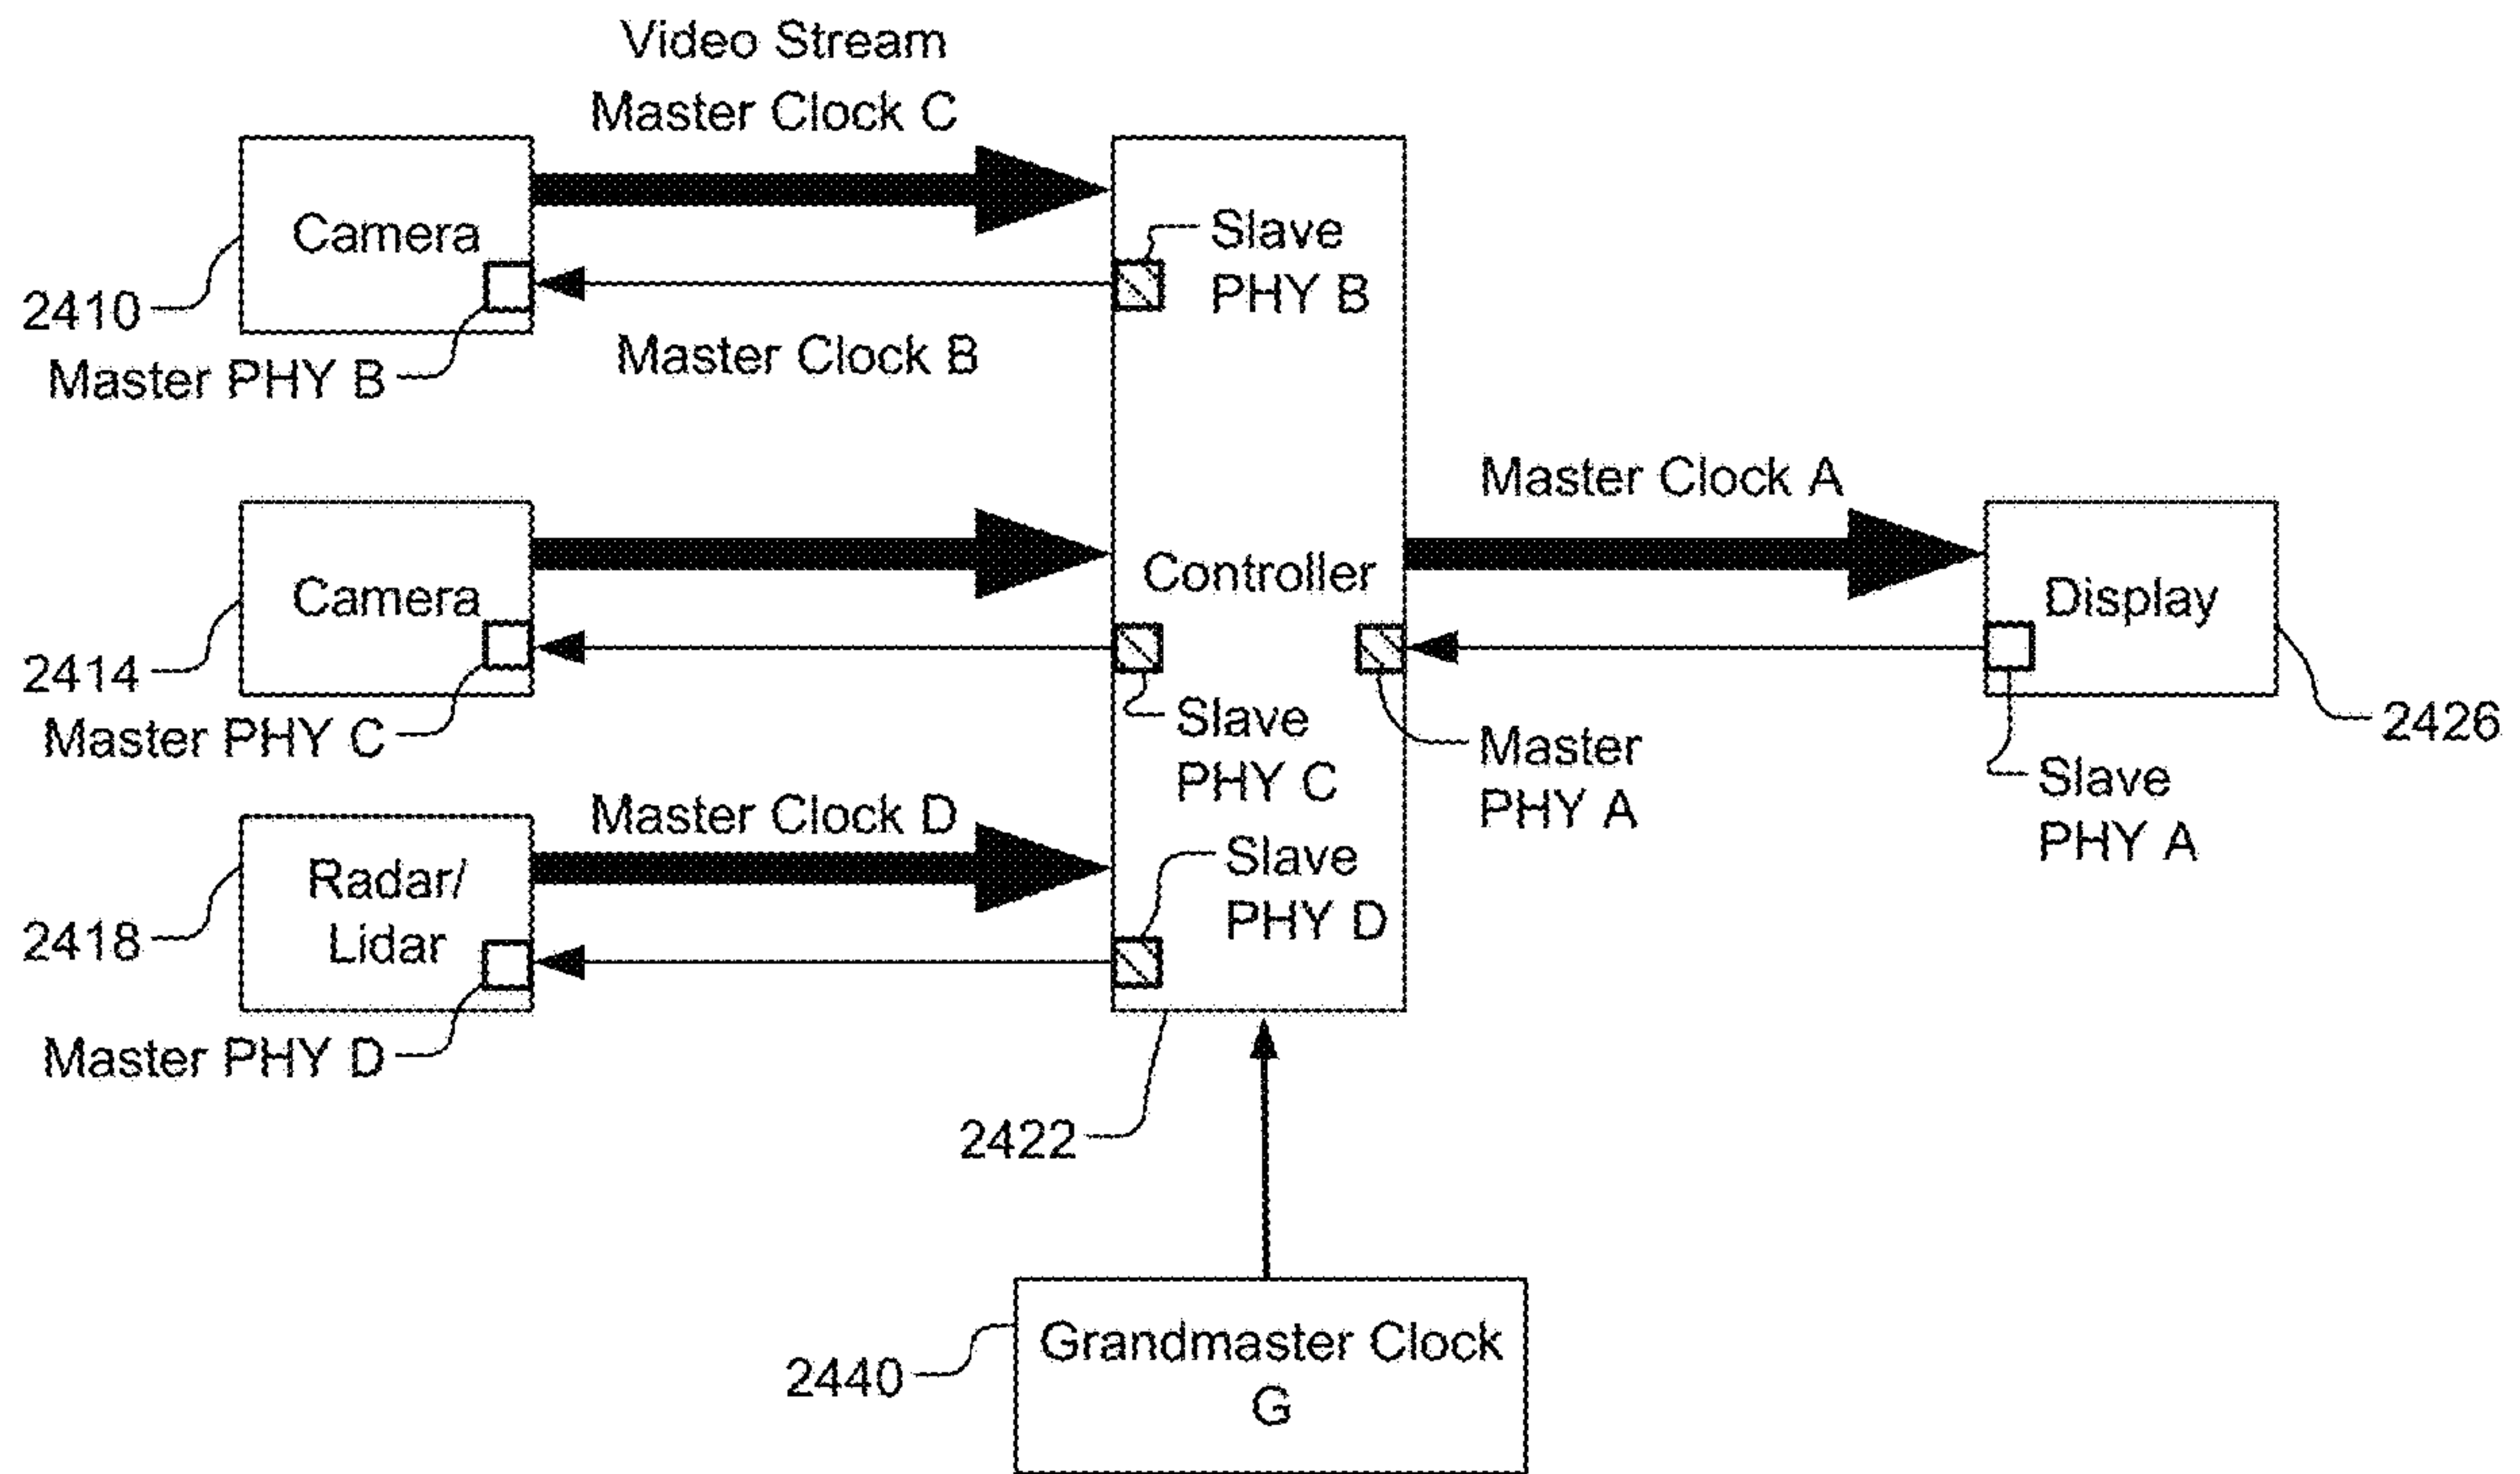 Video Stream
Master Clock C
Camera
Slave
PHY B
2410
Master PHY B
Master Clock B
Master Clock A
Camera
Controller
Display
2414
Master PHY C
Slave
PHY C
Master
PHY A
2426
Slave
PHY A
Master Clock D
Radar/
Lidar
Slave
PHY D
2418
Master PHY D
2422
2440
Grandmaster Clock
G